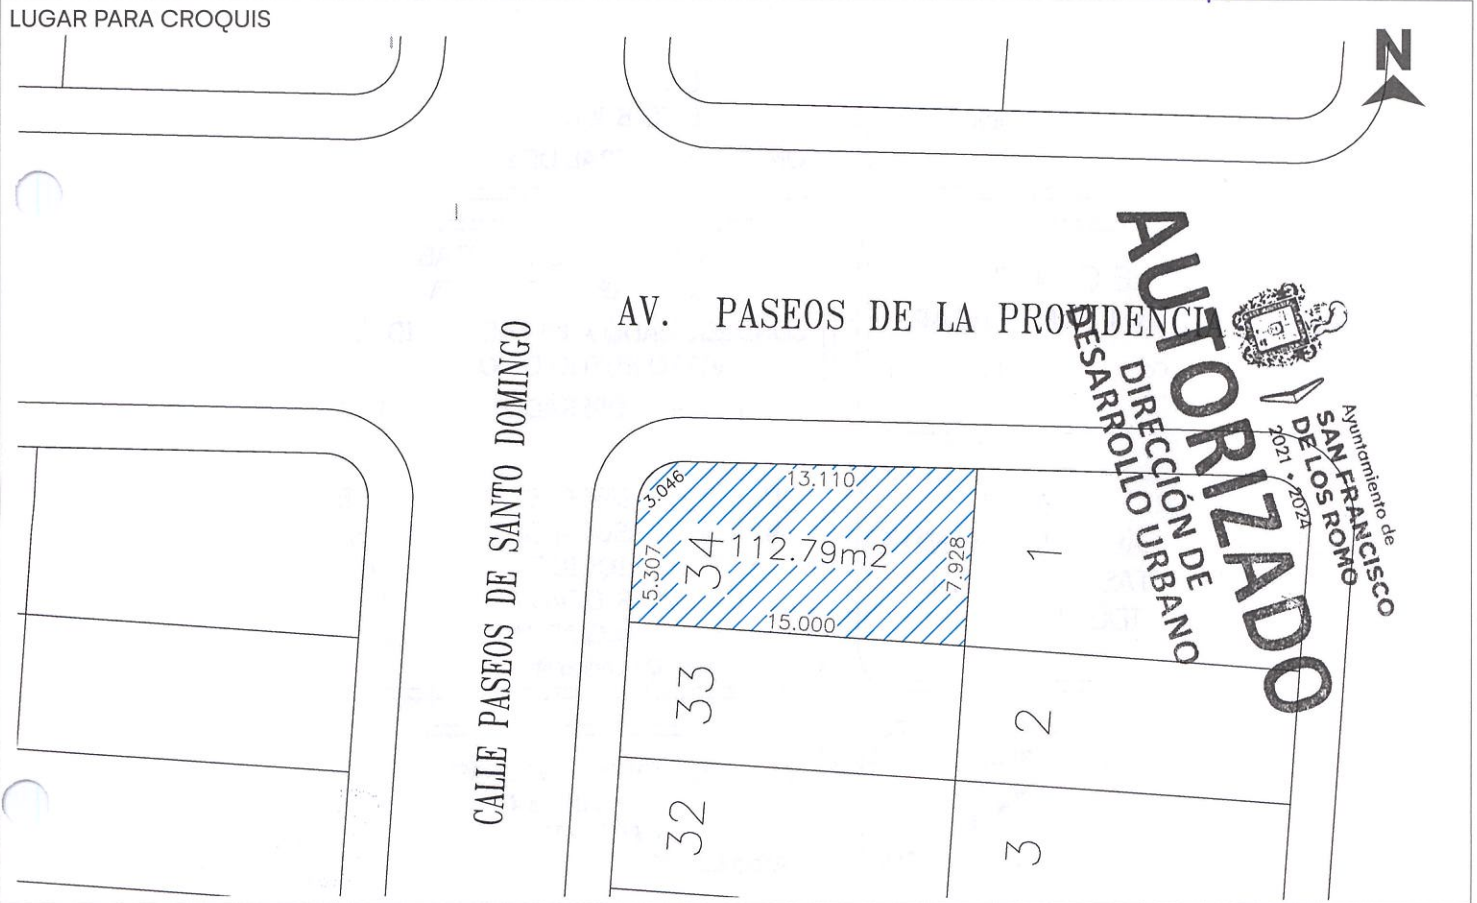 LUGAR PARA CROQUIS
N
AV. PASEOS DE LA PROVIDENCIA
CALLE PASEOS DE SANTO DOMINGO
3.046
13.110
5.307
34
112.79m2
7.928
15.000
1
33
2
32
3
AUTORIZADO
DIRECCIÓN DE
DESARROLLO URBANO
Ayuntamiento de
SAN FRANCISCO
DE LOS ROMO
2021 • 2024